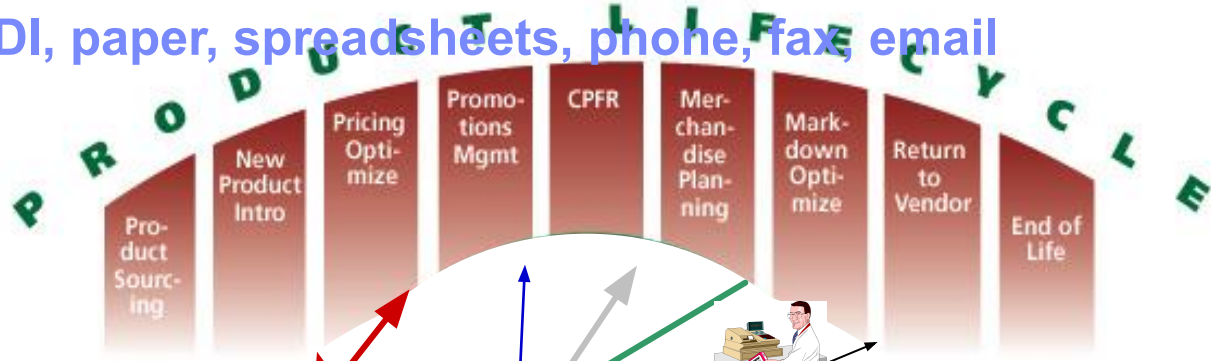 DI, paper, spreadsheets, phone, fax, email
PRODUCT LIFECYCLE
Pro-
duct
Sourc-
ing
New
Product
Intro
Pricing
Opti-
mize
Promo-
tions
Mgmt
CPFR
Mer-
chan-
dise
Plan-
ning
Mark-
down
Opti-
mize
Return
to
Vendor
End of
Life